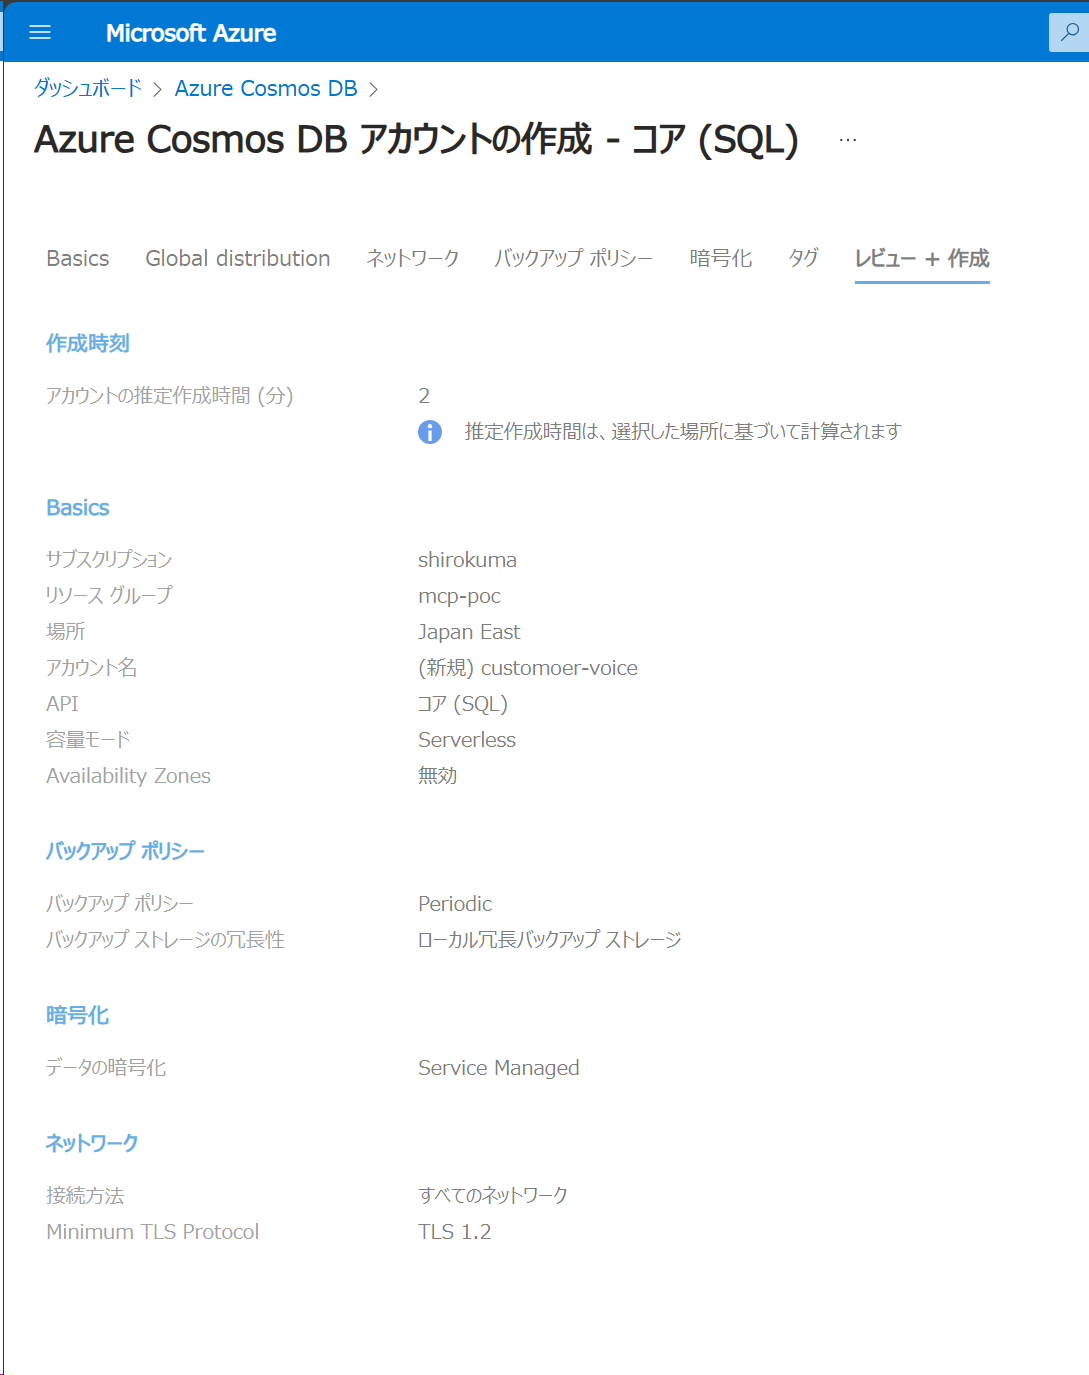 Microsoft Azure
ダッシュボード > Azure Cosmos DB >
Azure Cosmos DB アカウントの作成 - コア (SQL) ...
Basics Global distribution ネットワーク バックアップ ポリシー 暗号化 タグ レビュー + 作成
作成時刻
アカウントの推定作成時間 (分) 2
推定作成時間は、選択した場所に基づいて計算されます
Basics
サブスクリプション shirokuma
リソース グループ mcp-poc
場所 Japan East
アカウント名 (新規) customoer-voice
API コア (SQL)
容量モード Serverless
Availability Zones 無効
バックアップ ポリシー
バックアップ ポリシー Periodic
バックアップ ストレージの冗長性 ローカル冗長バックアップ ストレージ
暗号化
データの暗号化 Service Managed
ネットワーク
接続方法 すべてのネットワーク
Minimum TLS Protocol TLS 1.2